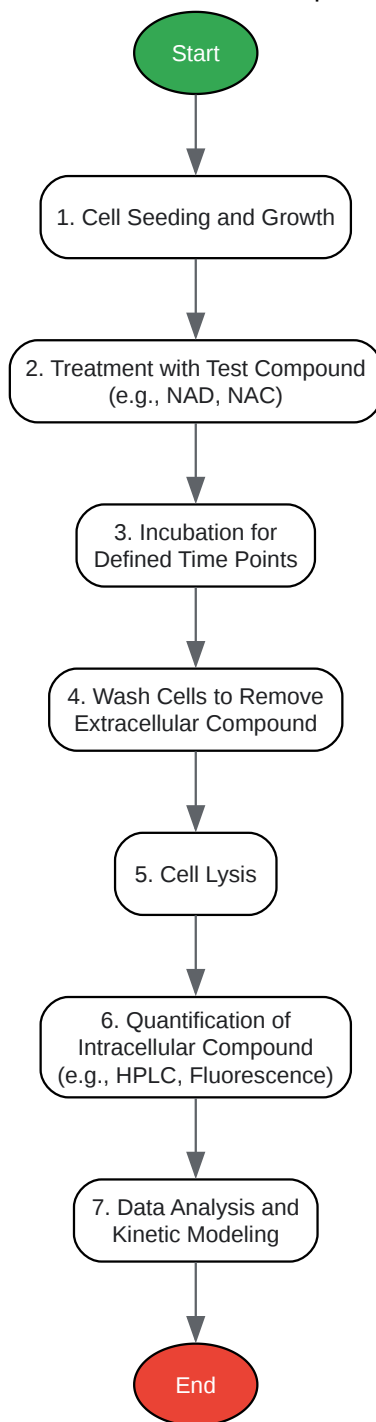 Start
1. Cell Seeding and Growth
2. Treatment with Test Compound
(e.g., NAD, NAC)
3. Incubation for
Defined Time Points
4. Wash Cells to Remove
Extracellular Compound
5. Cell Lysis
6. Quantification of
Intracellular Compound
(e.g., HPLC, Fluorescence)
7. Data Analysis and
Kinetic Modeling
End